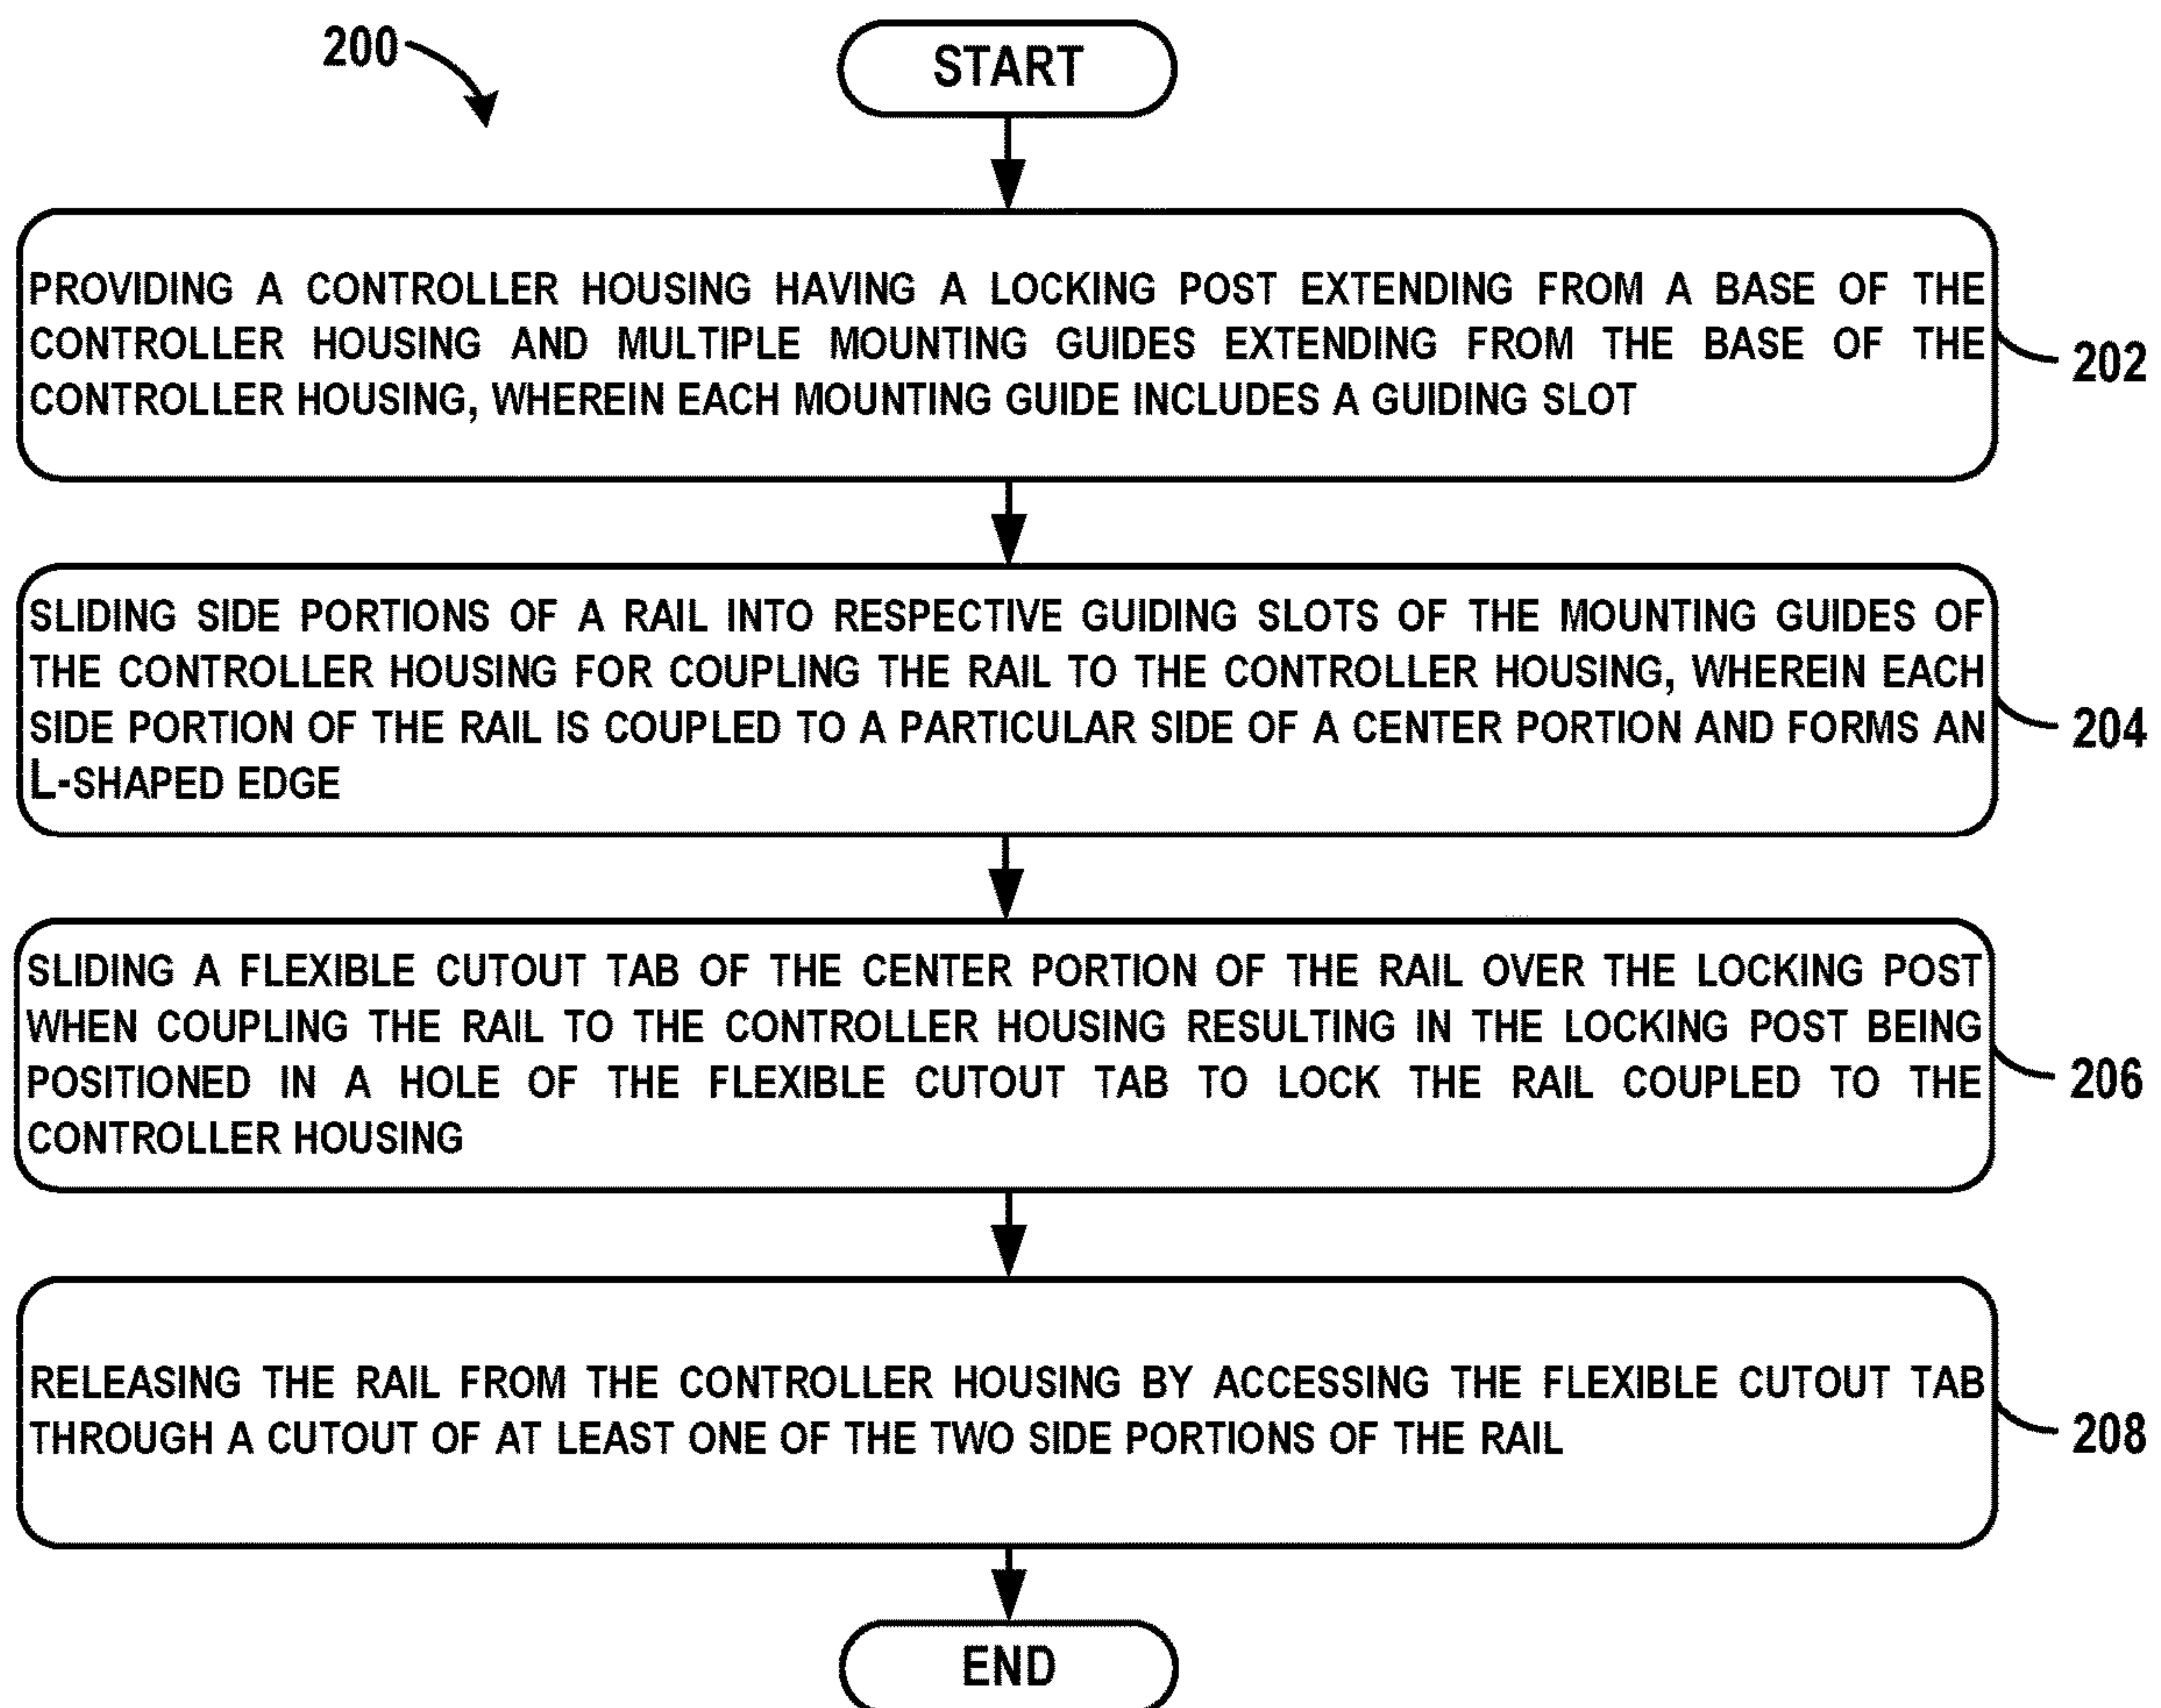 200
START
PROVIDING A CONTROLLER HOUSING HAVING A LOCKING POST EXTENDING FROM A BASE OF THE
CONTROLLER HOUSING AND MULTIPLE MOUNTING GUIDES EXTENDING FROM THE BASE OF THE
CONTROLLER HOUSING, WHEREIN EACH MOUNTING GUIDE INCLUDES A GUIDING SLOT
202
SLIDING SIDE PORTIONS OF A RAIL INTO RESPECTIVE GUIDING SLOTS OF THE MOUNTING GUIDES OF
THE CONTROLLER HOUSING FOR COUPLING THE RAIL TO THE CONTROLLER HOUSING, WHEREIN EACH
SIDE PORTION OF THE RAIL IS COUPLED TO A PARTICULAR SIDE OF A CENTER PORTION AND FORMS AN
L-SHAPED EDGE
204
SLIDING A FLEXIBLE CUTOUT TAB OF THE CENTER PORTION OF THE RAIL OVER THE LOCKING POST
WHEN COUPLING THE RAIL TO THE CONTROLLER HOUSING RESULTING IN THE LOCKING POST BEING
POSITIONED IN A HOLE OF THE FLEXIBLE CUTOUT TAB TO LOCK THE RAIL COUPLED TO THE
CONTROLLER HOUSING
206
RELEASING THE RAIL FROM THE CONTROLLER HOUSING BY ACCESSING THE FLEXIBLE CUTOUT TAB
THROUGH A CUTOUT OF AT LEAST ONE OF THE TWO SIDE PORTIONS OF THE RAIL
208
END